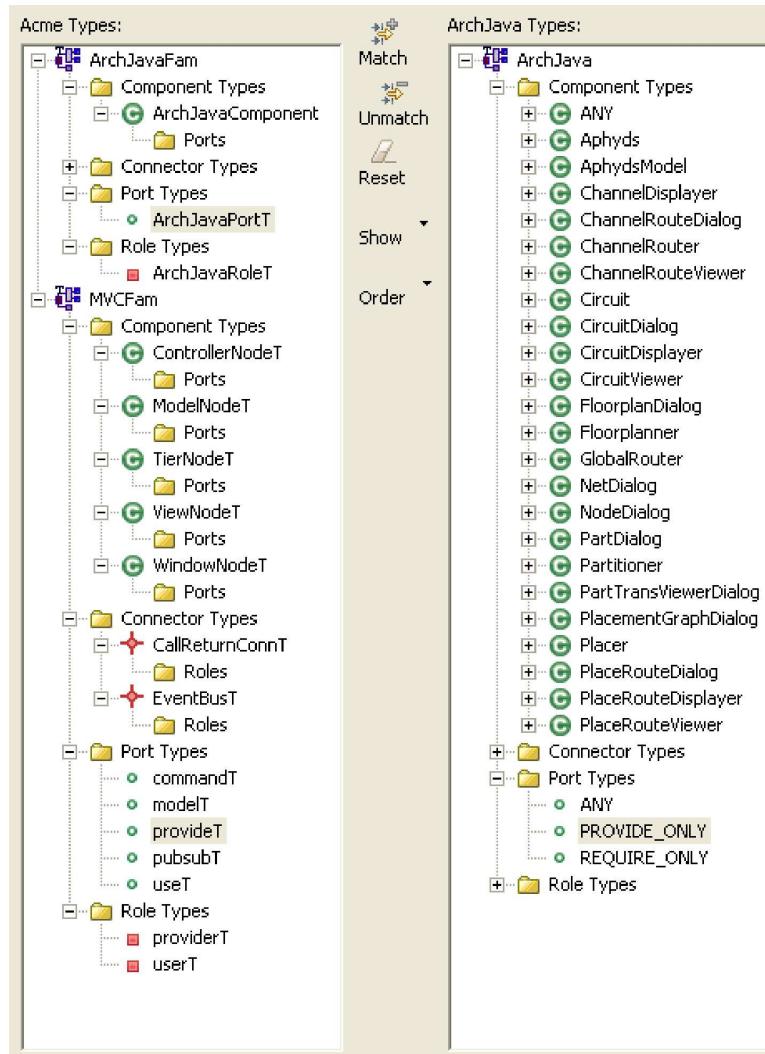 Acme Types:
ArchJavaFam
Component Types
ArchJavaComponent
Ports
Connector Types
Port Types
ArchJavaPortT
Role Types
ArchJavaRoleT
MVCFam
Component Types
ControllerNodeT
Ports
ModelNodeT
Ports
TierNodeT
Ports
ViewNodeT
Ports
WindowNodeT
Ports
Connector Types
CallReturnConnT
Roles
EventBusT
Roles
Port Types
commandT
modelT
provideT
pubsubT
useT
Role Types
providerT
userT
Match
Unmatch
Reset
Show
Order
ArchJava Types:
ArchJava
Component Types
ANY
Aphyds
AphydsModel
ChannelDisplayer
ChannelRouteDialog
ChannelRouter
ChannelRouteViewer
Circuit
CircuitDialog
CircuitDisplayer
CircuitViewer
FloorplanDialog
Floorplanner
GlobalRouter
NetDialog
NodeDialog
PartDialog
Partitioner
PartTransViewerDialog
PlacementGraphDialog
Placer
PlaceRouteDialog
PlaceRouteDisplayer
PlaceRouteViewer
Connector Types
Port Types
ANY
PROVIDE_ONLY
REQUIRE_ONLY
Role Types